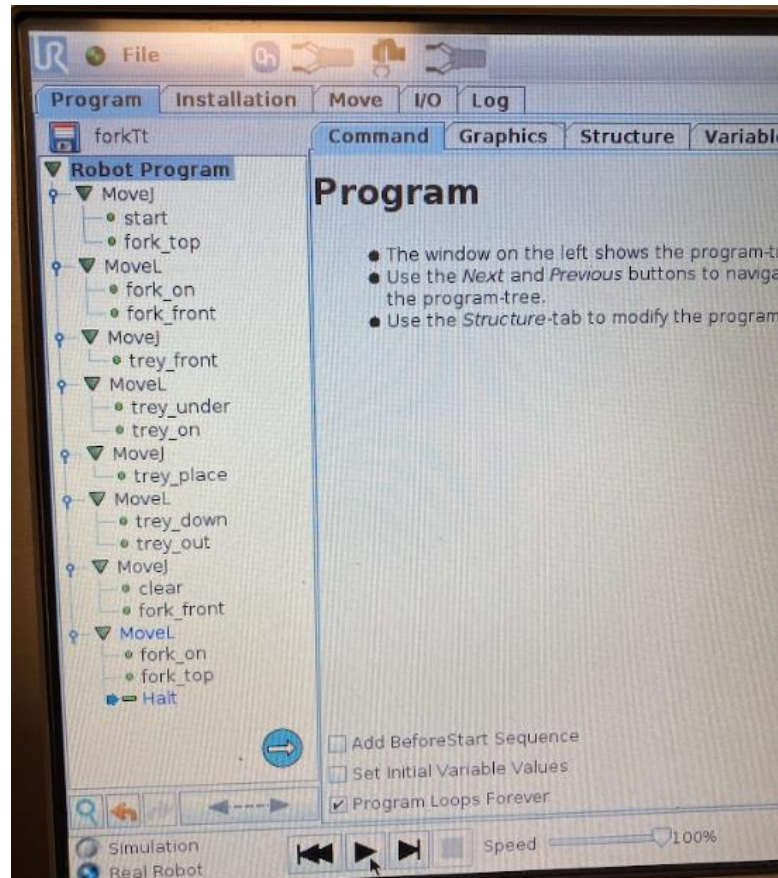 UR File
Program Installation Move I/O Log
forkTt
Command Graphics Structure
Robot Program
MoveJ
start
fork_top
MoveL
fork_on
fork_front
MoveJ
trey_front
MoveL
trey_under
trey_on
MoveJ
trey_place
MoveL
trey_down
trey_out
MoveJ
clear
fork_front
MoveL
fork_on
fork_top
Halt
Program
The window on the left shows the
Use the Next and Previous buttons to
the program-tree.
Use the Structure-tab to modify the program
Add BeforeStart Sequence
Set Initial Variable Values
Program Loops Forever
Simulation
Real Robot
Speed 100%